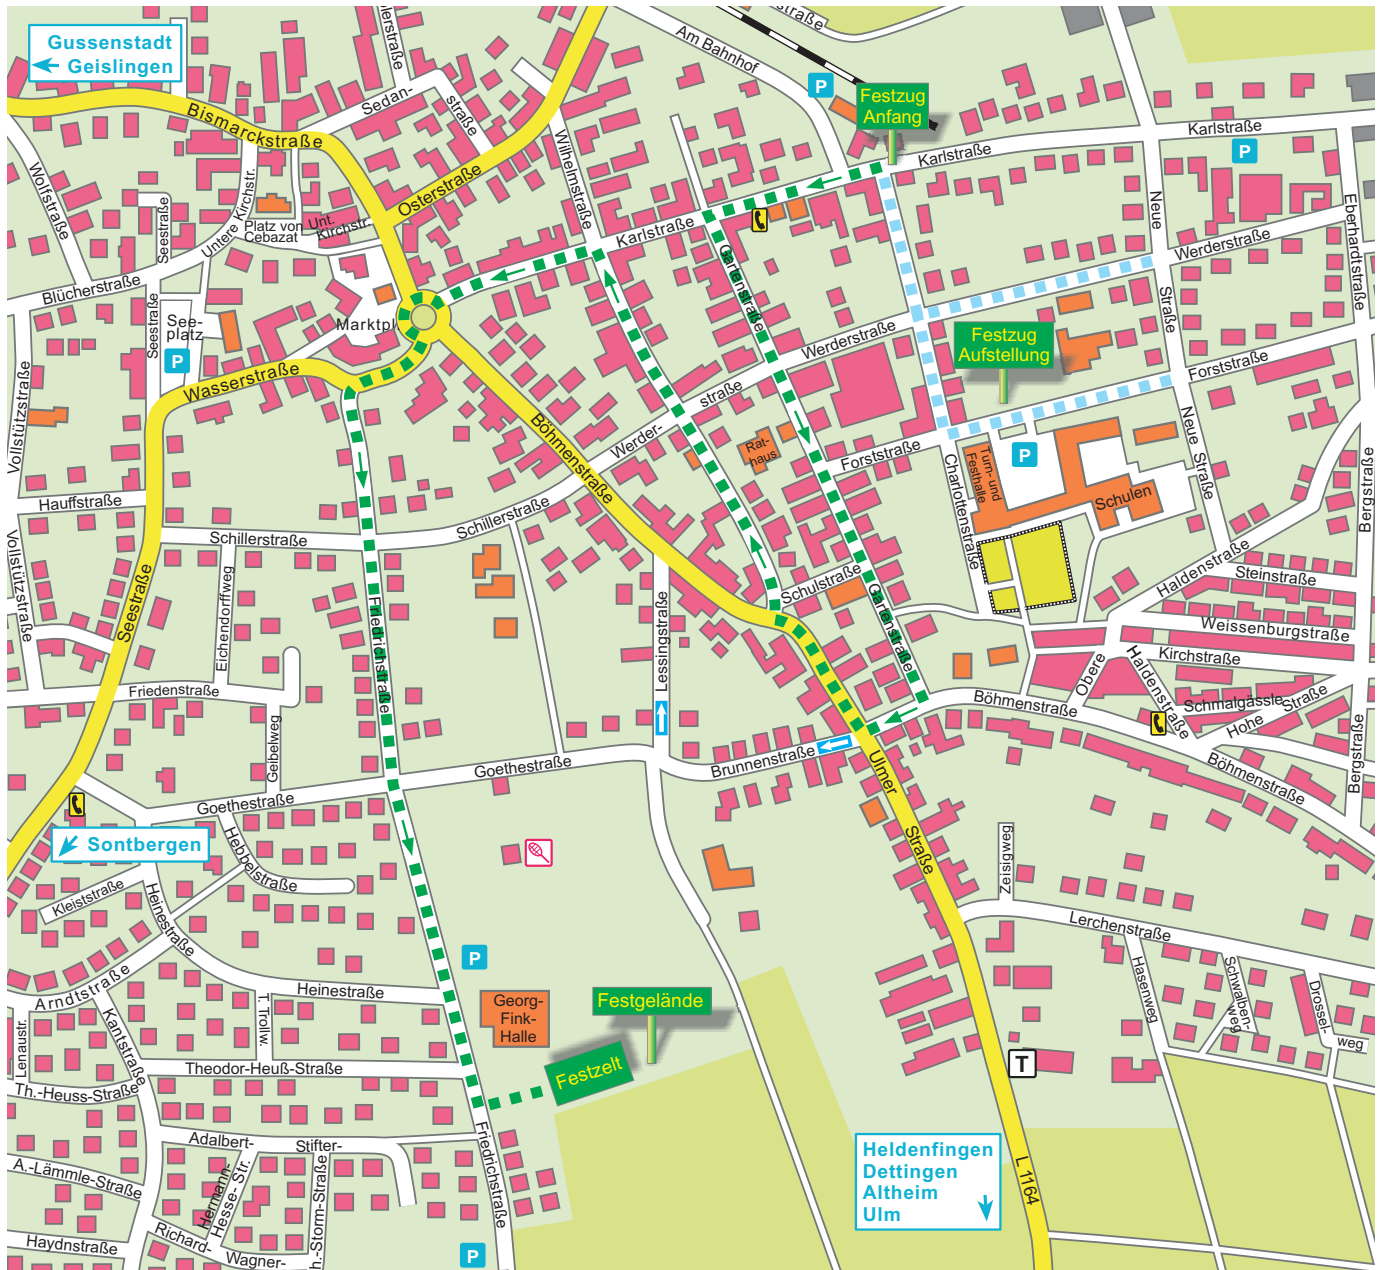 Gussenstadt
Geislingen
Bismarckstraße
Sedan-
straße
lerstraße
Am Bahnhof
straße
P
Festzug
Anfang
Karlstraße
Karlstraße
P
Wolfstraße
Untere Kirchstr.
Seestraße
Platz von
Cebazat
Unt.
Kirchstr.
Osterstraße
Wilhelmstraße
Karlstraße
Gartenstraße
Neue
Straße
Werderstraße
Eberhardtstraße
Blücherstraße
Seestraße
See-
platz
P
Marktpl
Wasserstraße
Werderstraße
Festzug
Aufstellung
Forststraße
Vollstützstraße
Böhmenstraße
Werder-
straße
Rat-
haus
Forststraße
Charlottenstraße
Turn- und
Festhalle
P
Schulen
Neue Straße
Bergstraße
Hauffstraße
Schillerstraße
Schillerstraße
Vollstützstraße
Seestraße
Eichendorffweg
Friedrichstraße
Lessingstraße
Schulstraße
Gartenstraße
Haldenstraße
Steinstraße
Weissenburgstraße
Kirchstraße
Obere
Haldenstraße
Schmalgässle
Hohe Straße
Friedenstraße
Geibelweg
Böhmenstraße
Böhmenstraße
Bergstraße
Goethestraße
Goethestraße
Brunnenstraße
Ulmer
Straße
Sontbergen
Hebbelstraße
Kleiststraße
Heinestraße
Zeisigweg
Lerchenstraße
Hasenweg
Schwalben-
weg
Drossel-
weg
Arndtstraße
Heinestraße
P
Georg-
Fink-
Halle
Festgelände
Festzelt
Lenaustr.
Kantstraße
T. Trollw.
Theodor-Heuß-Straße
Th.-Heuss-Straße
T
Adalbert-
Stifter-
Friedrichstraße
A.-Lämmle-Straße
Hermann-
Hesse- Str.
h.-Storm-Straße
Haydnstraße
Richard-
Wagner-
P
Heldenfingen
Dettingen
Altheim
Ulm
L 1164